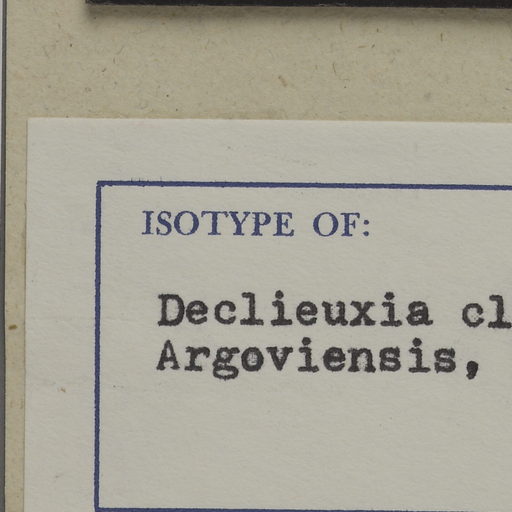 ISOTYPE OF:
Declieuxia cl
Argoviensis,